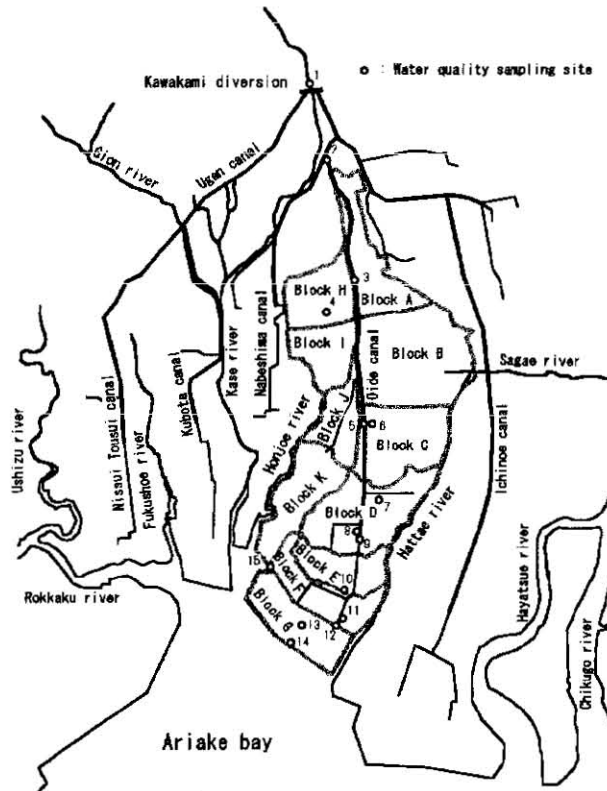 1
Kawakami diversion
o : Water quality sampling site
Gion river
Ugan canal
2
3
Block H
Block A
4
Block I
Block B
Oide canal
Sagae river
Nabeshima canal
Kase river
Kubota canal
Block J
5
6
Block C
Ichinoe canal
Honjoe river
Ushizu river
Nisaui Tousui canal
Fukushoe river
Block K
7
Block D
Hattae river
8
9
Block E
10
15
Block F
11
12
Block G
13
14
Rokkaku river
Hayatsue river
Chikugo river
Ariake bay